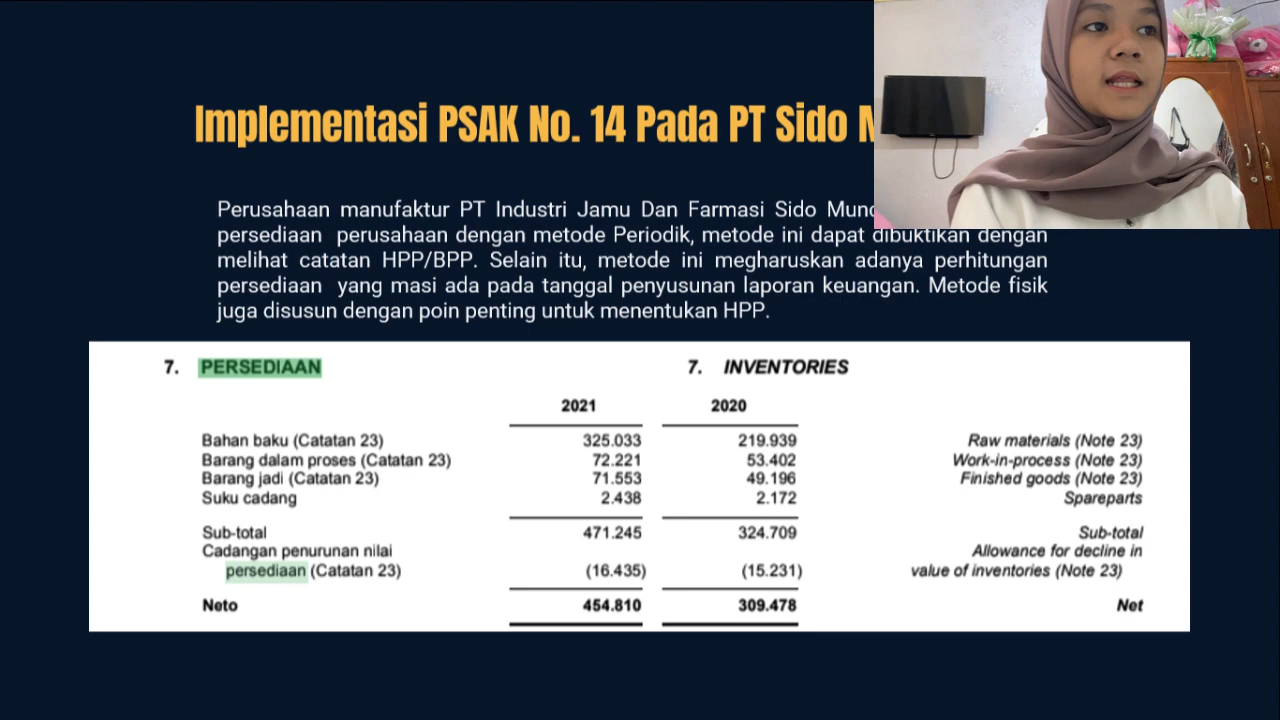 Implementasi PSAK No. 14 Pada PT Sido
Perusahaan manufaktur PT Industri Jamu Dan Farmasi Sido
persediaan perusahaan dengan metode Periodik, metode ini dapat dibuktikan dengan
melihat catatan HPP/BPP. Selain itu, metode ini megharuskan adanya perhitungan
persediaan yang masi ada pada tanggal penyusunan laporan keuangan. Metode fisik
juga disusun dengan poin penting untuk menentukan HPP.
7. PERSEDIAAN 7. INVENTORIES
2021 2020
Bahan baku (Catatan 23) 325.033 219.939 Raw materials (Note 23)
Barang dalam proses (Catatan 23) 72.221 53.402 Work-in-process (Note 23)
Barang jadi (Catatan 23) 71.553 49.196 Finished goods (Note 23)
Suku cadang 2.438 2.172 Spareparts
Sub-total 471.245 324.709 Sub-total
Cadangan penurunan nilai Allowance for decline in
persediaan (Catatan 23) (16.435) (15.231) value of inventories (Note 23)
Neto 454.810 309.478 Net